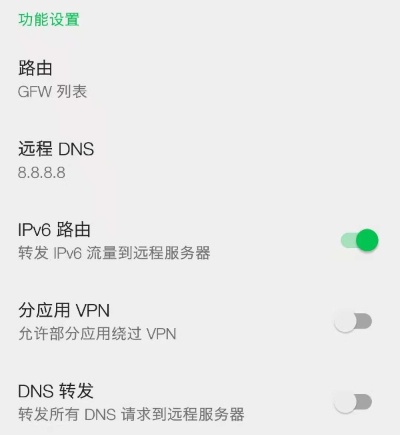 功能设置
路由
GFW 列表
远程 DNS
8.8.8.8
IPv6 路由
转发 IPv6 流量到远程服务器
分应用 VPN
允许部分应用绕过 VPN
DNS 转发
转发所有 DNS 请求到远程服务器